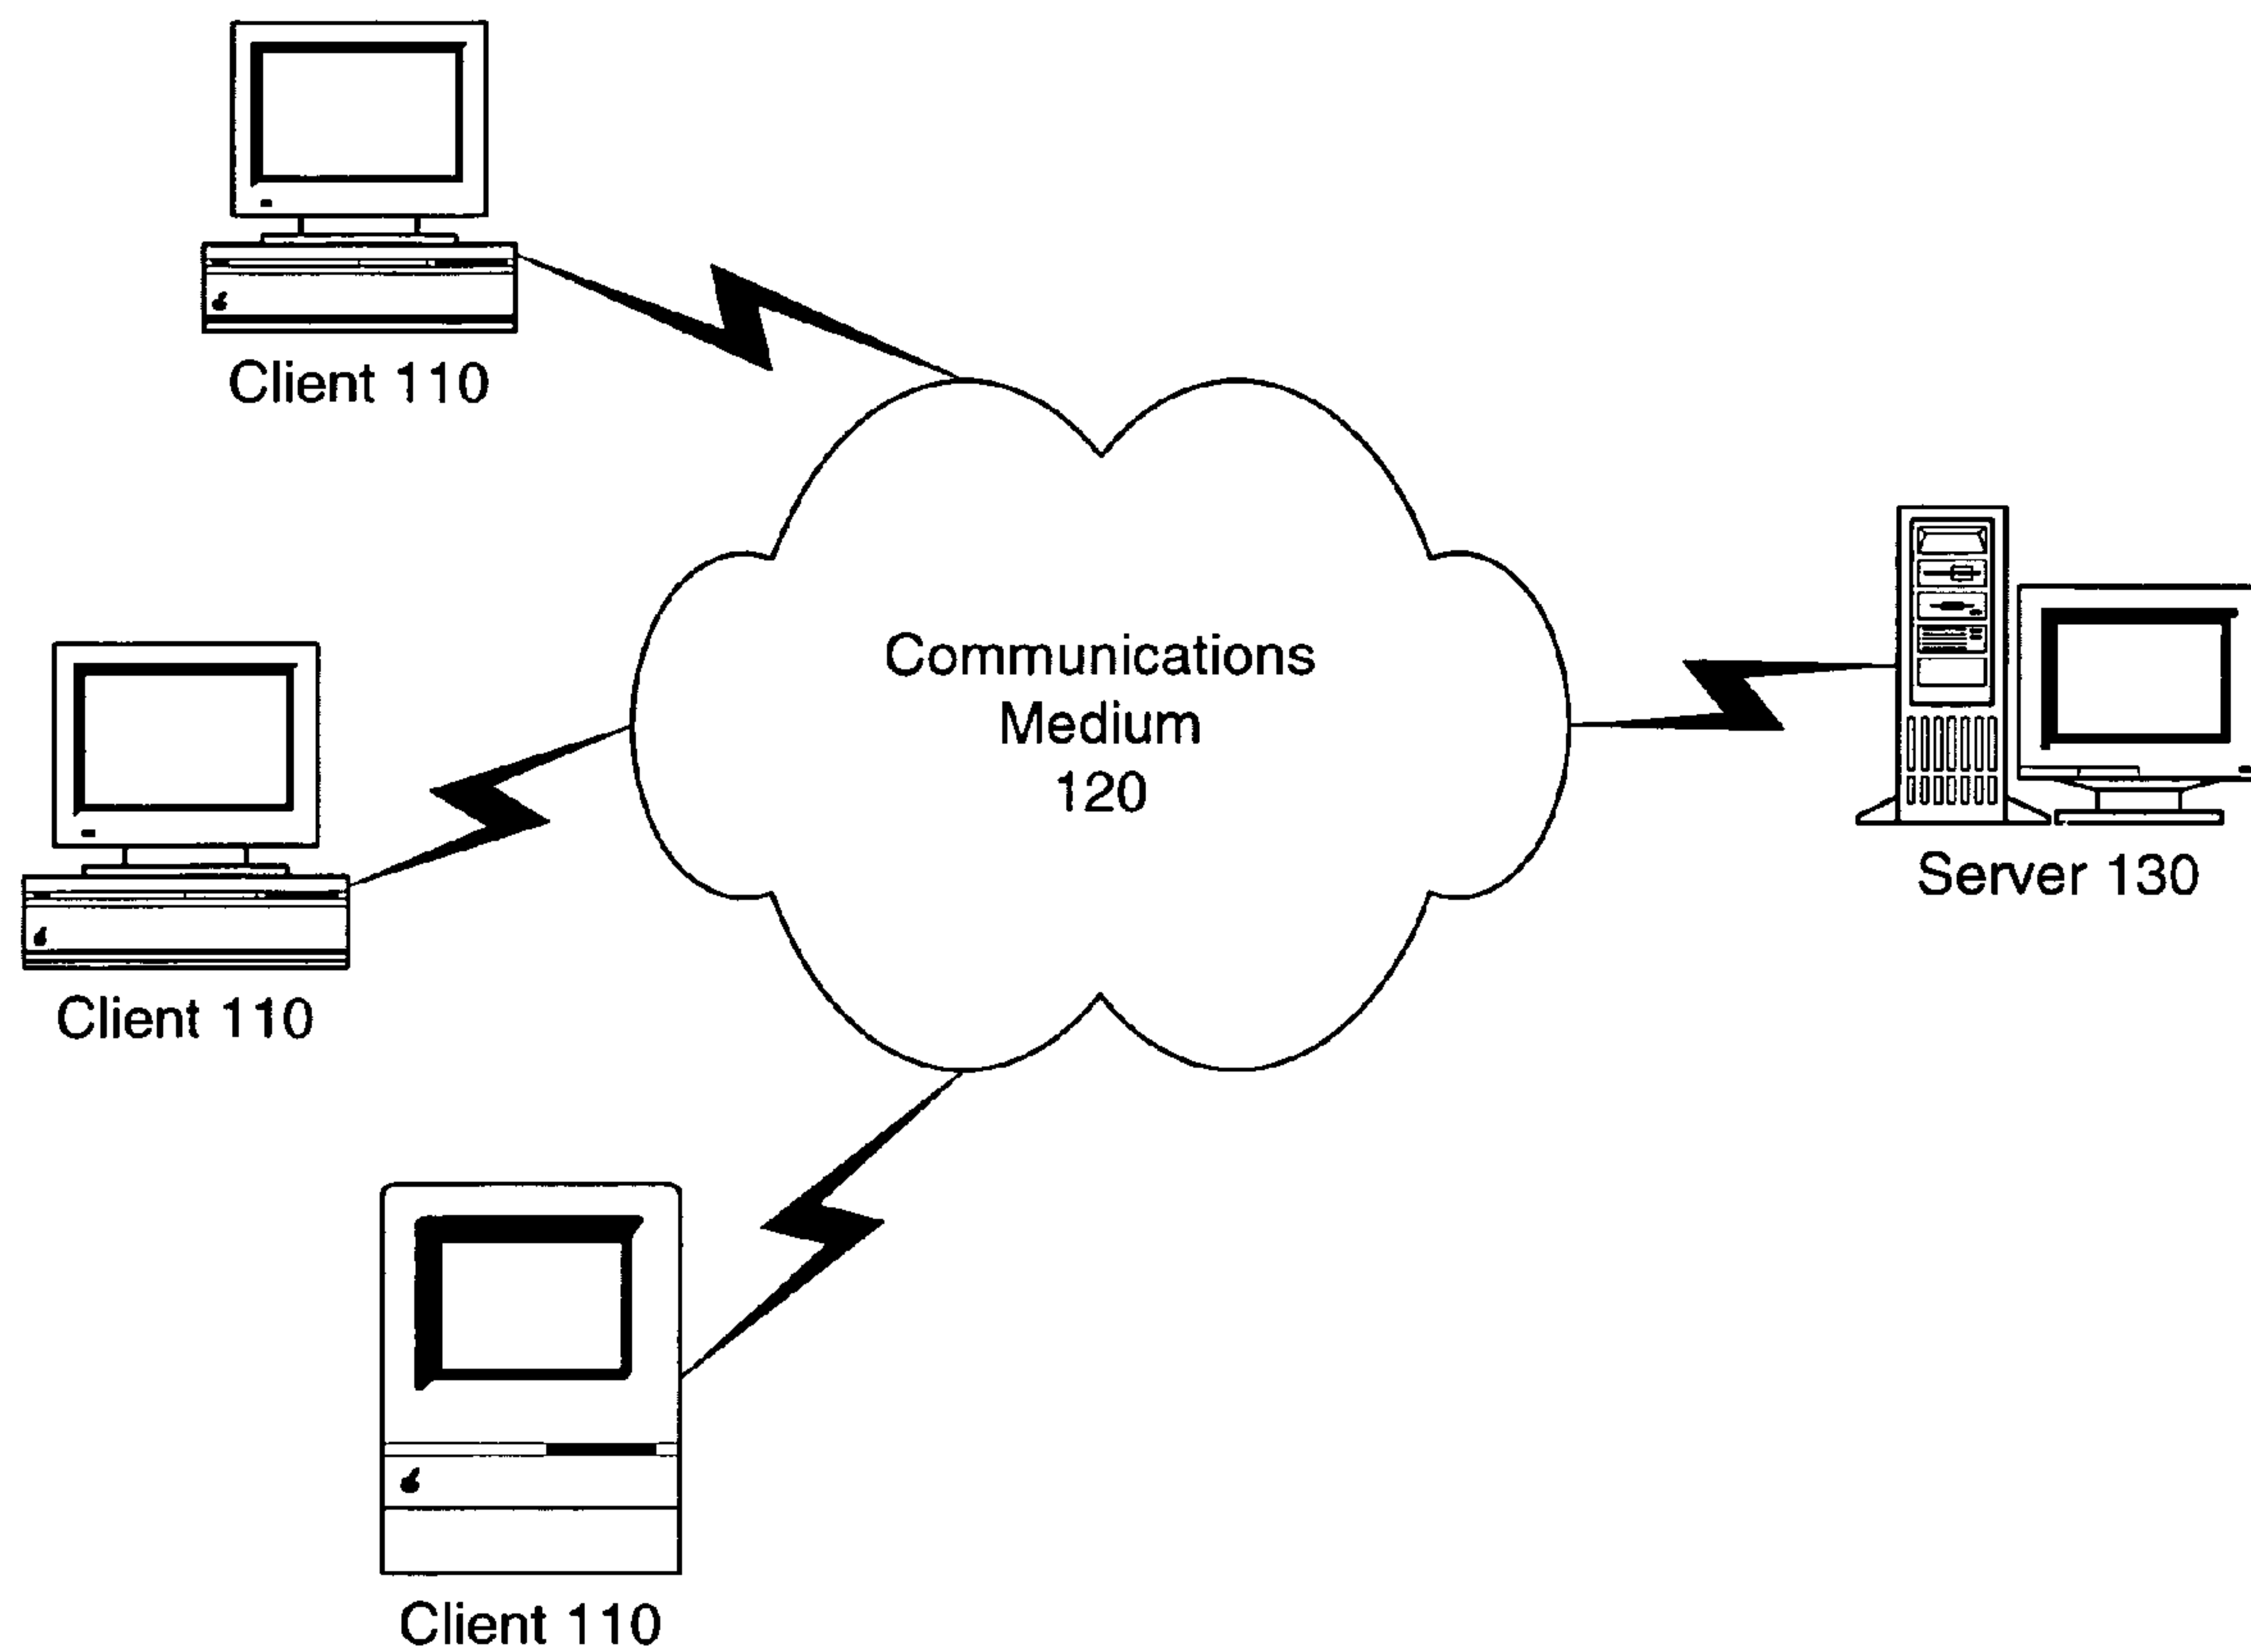 Client 110
Communications
Medium
120
Server 130
Client 110
Client 110